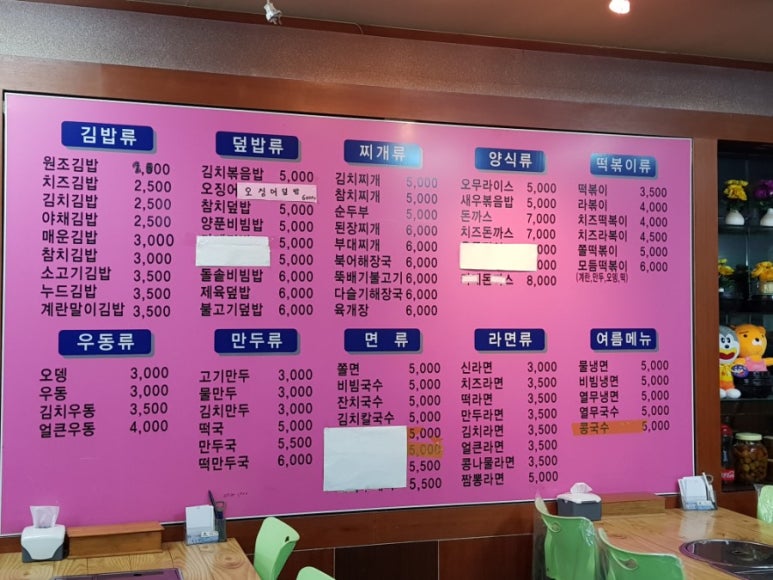 김밥류
원조김밥
치즈김밥 2,500
김치김밥 2,500
야채김밥 2,500
매운김밥 3,000
참치김밥 3,000
소고기김밥 3,500
누드김밥 3,500
계란말이김밥 3,500
덮밥류
김치볶음밥 5,000
오징어 오징어덮밥 6000
참치덮밥 5,000
양푼비빔밥 5,000
5,000
돌솥비빔밥 6,000
제육덮밥 6,000
불고기덮밥 6,000
찌개류
김치찌개 5,000
참치찌개 5,000
순두부 5,000
된장찌개 6,000
부대찌개 6,000
북어해장국 6,000
뚝배기불고기 6,000
다슬기해장국 6,000
육개장 6,000
양식류
오무라이스 5,000
새우볶음밥 5,000
돈까스 7,000
치즈돈까스 7,000
까스 8,000
떡볶이류
떡볶이 3,500
라볶이 4,000
치즈떡볶이 4,000
치즈라볶이 4,500
쫄떡볶이 5,000
모듬떡볶이 6,000
(계란,만두,오뎅,떡)
우동류
오뎅 3,000
우동 3,000
김치우동 3,500
얼큰우동 4,000
만두류
고기만두 3,000
물만두 3,000
김치만두 3,000
떡국 5,000
만두국 5,500
떡만두국 6,000
면 류
쫄면 5,000
비빔국수 5,000
잔치국수 5,000
김치칼국수 5,000
5,000
5,000
5,500
5,000
라면류
신라면 3,000
치즈라면 3,500
떡라면 3,500
만두라면 3,500
김치라면 3,500
얼큰라면 3,500
콩나물라면 3,500
짬뽕라면 3,500
여름메뉴
물냉면 5,000
비빔냉면 5,000
열무냉면 5,000
열무국수 5,000
콩국수 5,000